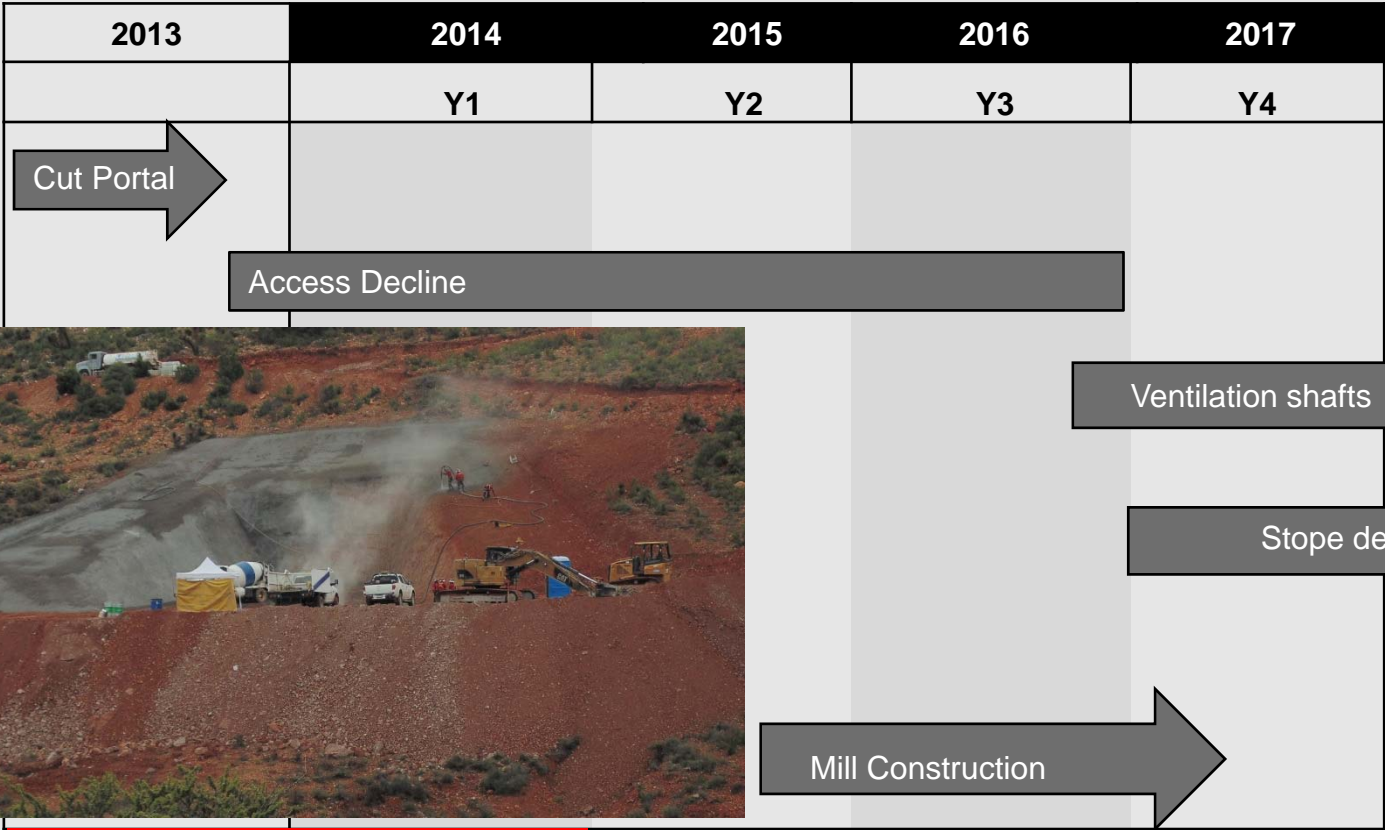 2013 2014 2015 2016 2017
Y1 Y2 Y3 Y4
Cut Portal
Access Decline
Ventilation shafts
Stope de
Mill Construction